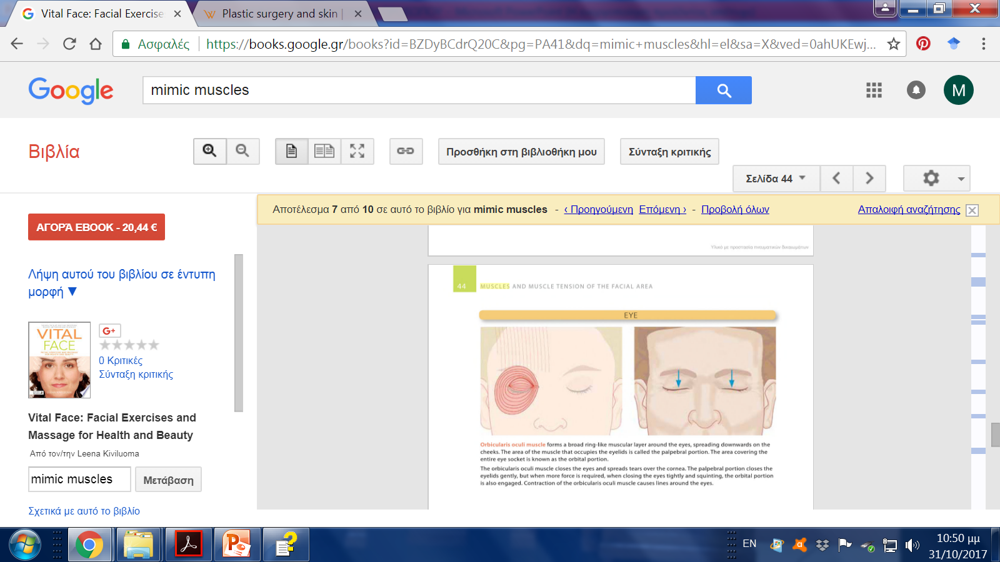 Vital Face: Facial Exercise
Plastic surgery and skin |
Ασφαλές
https://books.google.gr/books?id=BZDyBCdrQ20C&pg=PA41&dq=mimic+muscles&hl=el&sa=X&ved=0ahUKEwj...
Google
mimic muscles
M
Βιβλία
Προσθήκη στη βιβλιοθήκη μου
Σύνταξη κριτικής
Σελίδα 44
Αποτέλεσμα 7 από 10 σε αυτό το βιβλίο για mimic muscles - ‹ Προηγούμενη Επόμενη › - Προβολή όλων
Απαλοιφή αναζήτησης
ΑΓΟΡΆ EBOOK - 20,44 €
Λήψη αυτού του βιβλίου σε έντυπη
μορφή ▼
VITAL
FACE
G+
0 Κριτικές
Σύνταξη κριτικής
Vital Face: Facial Exercises and
Massage for Health and Beauty
Από τον/την Leena Kiviluoma
mimic muscles
Μετάβαση
Σχετικά με αυτό το βιβλίο
Υλικό με προστασία πνευματικών δικαιωμάτων
44 MUSCLES AND MUSCLE TENSION OF THE FACIAL AREA
EYE
Orbicularis oculi muscle forms a broad ring-like muscular layer around the eyes, spreading downwards on the
cheeks. The area of the muscle that occupies the eyelids is called the palpebral portion. The area covering the
entire eye socket is known as the orbital portion.
The orbicularis oculi muscle closes the eyes and spreads tears over the cornea. The palpebral portion closes the
eyelids gently, but when more force is required, when closing the eyes tightly and squinting, the orbital portion
is also engaged. Contraction of the orbicularis oculi muscle causes lines around the eyes.
EN
10:50 μμ
31/10/2017